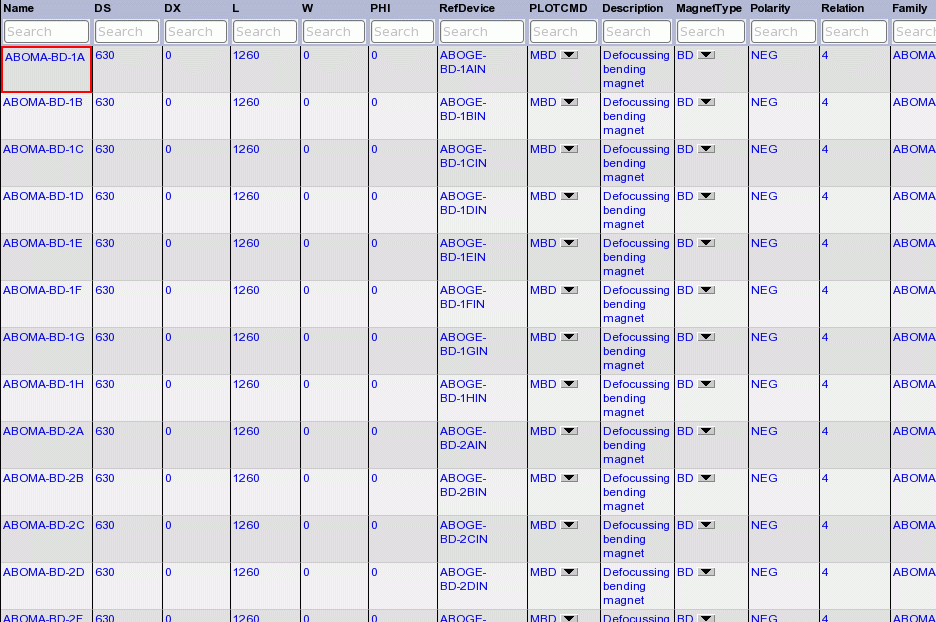 Name DS DX L W PHI RefDevice PLOTCMD Description MagnetType Polarity Relation Family
Search Search Search Search Search Search Search Search Search Search Search Search Search
ABOMA-BD-1A 630 0 1260 0 0 ABOGE- MBD Defocussing BD NEG 4 ABOMA
BD-1AIN bending
magnet
ABOMA-BD-1B 630 0 1260 0 0 ABOGE- MBD Defocussing BD NEG 4 ABOMA
BD-1BIN bending
magnet
ABOMA-BD-1C 630 0 1260 0 0 ABOGE- MBD Defocussing BD NEG 4 ABOMA
BD-1CIN bending
magnet
ABOMA-BD-1D 630 0 1260 0 0 ABOGE- MBD Defocussing BD NEG 4 ABOMA
BD-1DIN bending
magnet
ABOMA-BD-1E 630 0 1260 0 0 ABOGE- MBD Defocussing BD NEG 4 ABOMA
BD-1EIN bending
magnet
ABOMA-BD-1F 630 0 1260 0 0 ABOGE- MBD Defocussing BD NEG 4 ABOMA
BD-1FIN bending
magnet
ABOMA-BD-1G 630 0 1260 0 0 ABOGE- MBD Defocussing BD NEG 4 ABOMA
BD-1GIN bending
magnet
ABOMA-BD-1H 630 0 1260 0 0 ABOGE- MBD Defocussing BD NEG 4 ABOMA
BD-1HIN bending
magnet
ABOMA-BD-2A 630 0 1260 0 0 ABOGE- MBD Defocussing BD NEG 4 ABOMA
BD-2AIN bending
magnet
ABOMA-BD-2B 630 0 1260 0 0 ABOGE- MBD Defocussing BD NEG 4 ABOMA
BD-2BIN bending
magnet
ABOMA-BD-2C 630 0 1260 0 0 ABOGE- MBD Defocussing BD NEG 4 ABOMA
BD-2CIN bending
magnet
ABOMA-BD-2D 630 0 1260 0 0 ABOGE- MBD Defocussing BD NEG 4 ABOMA
BD-2DIN bending
magnet
630 0 1260 0 0 ABOGE- MBD Defocussing BD NEG 4 ABOMA